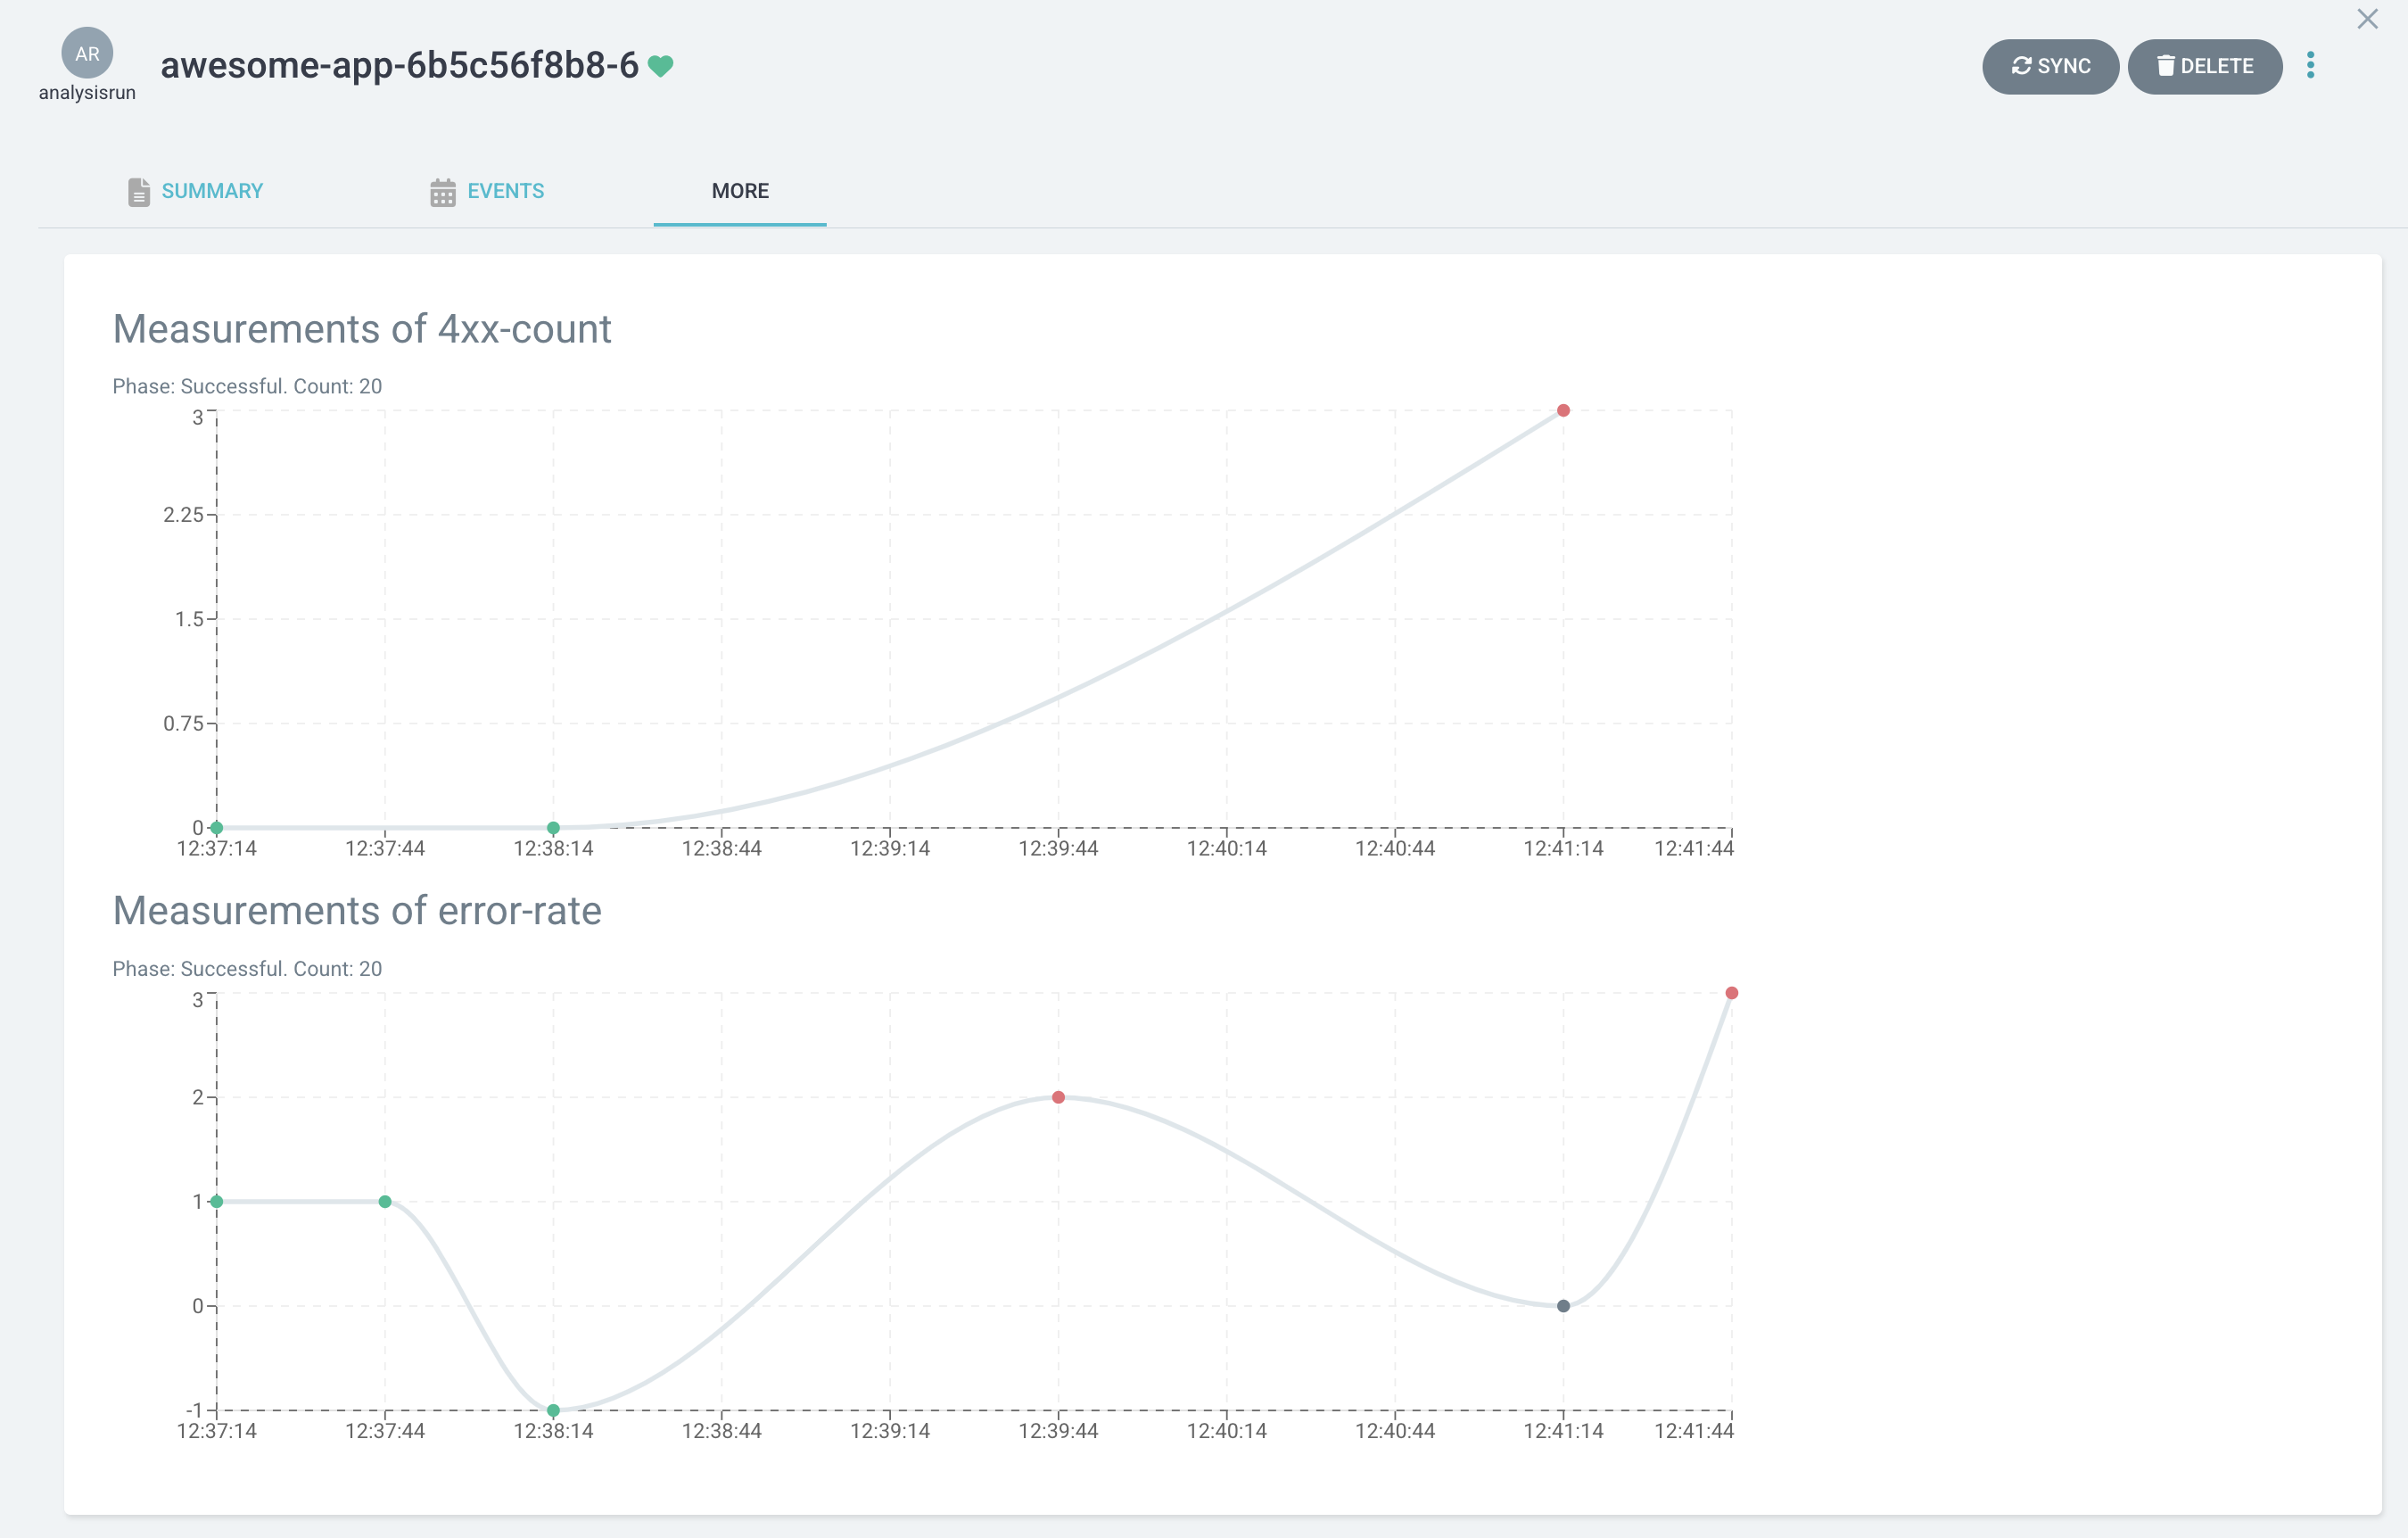 AR
analysisrun
awesome-app-6b5c56f8b8-6
SYNC
DELETE
SUMMARY
EVENTS
MORE
Measurements of 4xx-count
Phase: Successful. Count: 20
3
2.25
1.5
0.75
0
12:37:14 12:37:44 12:38:14 12:38:44 12:39:14 12:39:44 12:40:14 12:40:44 12:41:14 12:41:44
Measurements of error-rate
Phase: Successful. Count: 20
3
2
1
0
-1
12:37:14 12:37:44 12:38:14 12:38:44 12:39:14 12:39:44 12:40:14 12:40:44 12:41:14 12:41:44